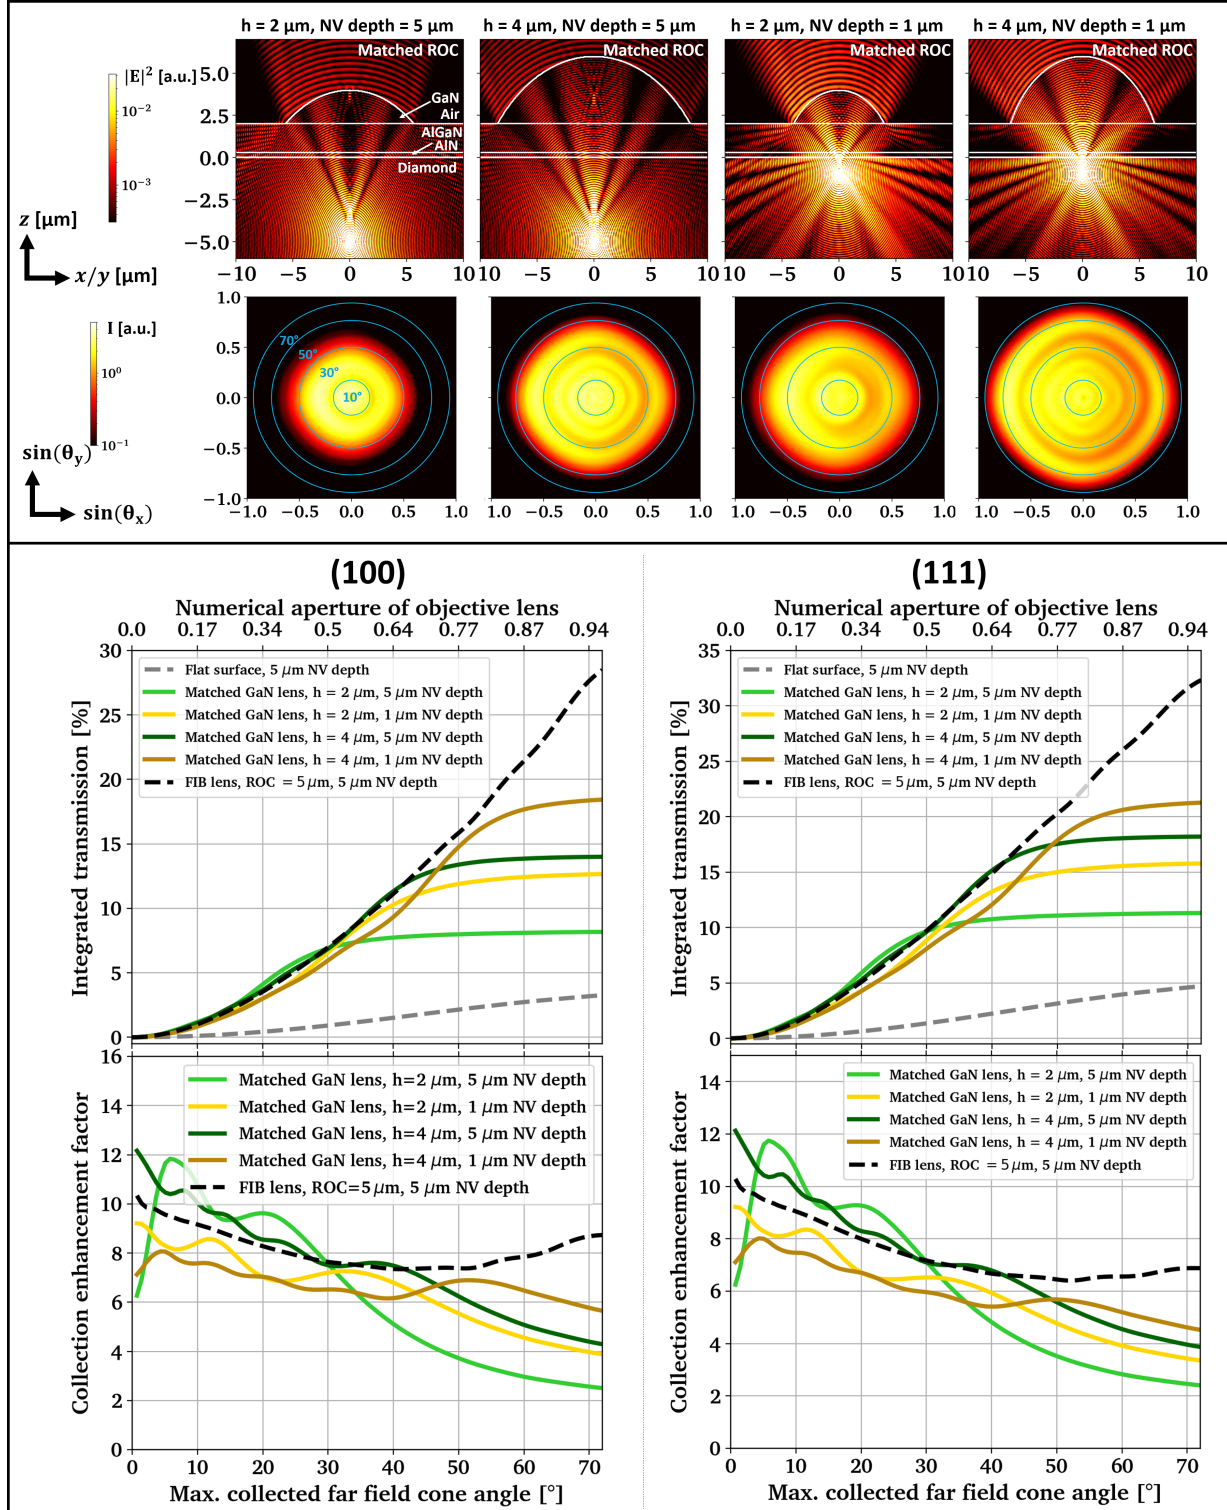 h = 2 µm, NV depth = 5 µm
h = 4 µm, NV depth = 5 µm
h = 2 µm, NV depth = 1 µm
h = 4 µm, NV depth = 1 µm
Matched ROC
Matched ROC
Matched ROC
Matched ROC
|E|² [a.u.]
10⁻²
10⁻³
5.0
2.5
0.0
−2.5
−5.0
GaN
Air
AlGaN
AlN
Diamond
z [µm]
x/y [µm]
−10 −5 0 5 10
−5 0 5 10
−5 0 5 10
−5 0 5 10
I [a.u.]
10⁰
10⁻¹
1.0
0.5
0.0
−0.5
−1.0
70°
50°
30°
10°
sin(θy)
sin(θx)
−1.0 −0.5 0.0 0.5 1.0
−1.0 −0.5 0.0 0.5 1.0
−1.0 −0.5 0.0 0.5 1.0
−1.0 −0.5 0.0 0.5 1.0
(100)
Numerical aperture of objective lens
0.0 0.17 0.34 0.5 0.64 0.77 0.87 0.94
30
25
20
15
10
5
0
Integrated transmission [%]
Flat surface, 5 µm NV depth
Matched GaN lens, h = 2 µm, 5 µm NV depth
Matched GaN lens, h = 2 µm, 1 µm NV depth
Matched GaN lens, h = 4 µm, 5 µm NV depth
Matched GaN lens, h = 4 µm, 1 µm NV depth
FIB lens, ROC = 5 µm, 5 µm NV depth
16
14
12
10
8
6
4
2
0
Collection enhancement factor
Matched GaN lens, h=2 µm, 5 µm NV depth
Matched GaN lens, h=2 µm, 1 µm NV depth
Matched GaN lens, h=4 µm, 5 µm NV depth
Matched GaN lens, h=4 µm, 1 µm NV depth
FIB lens, ROC=5 µm, 5 µm NV depth
0 10 20 30 40 50 60 70
Max. collected far field cone angle [°]
(111)
Numerical aperture of objective lens
0.0 0.17 0.34 0.5 0.64 0.77 0.87 0.94
35
30
25
20
15
10
5
0
Integrated transmission [%]
Flat surface, 5 µm NV depth
Matched GaN lens, h = 2 µm, 5 µm NV depth
Matched GaN lens, h = 2 µm, 1 µm NV depth
Matched GaN lens, h = 4 µm, 5 µm NV depth
Matched GaN lens, h = 4 µm, 1 µm NV depth
FIB lens, ROC = 5 µm, 5 µm NV depth
14
12
10
8
6
4
2
0
Collection enhancement factor
Matched GaN lens, h = 2 µm, 5 µm NV depth
Matched GaN lens, h = 2 µm, 1 µm NV depth
Matched GaN lens, h = 4 µm, 5 µm NV depth
Matched GaN lens, h = 4 µm, 1 µm NV depth
FIB lens, ROC = 5 µm, 5 µm NV depth
0 10 20 30 40 50 60 70
Max. collected far field cone angle [°]